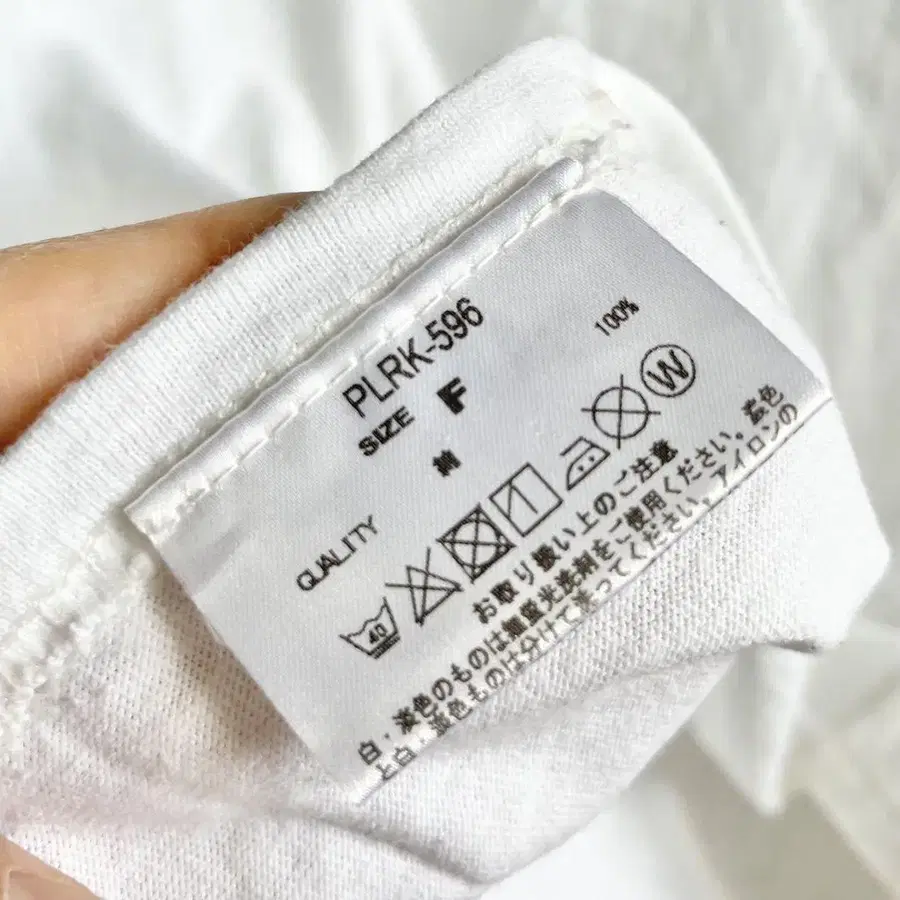 PLRK-596
SIZE F
QUALITY 綿 100%
40 W
お取り扱い上のご注意
白・淡色のものは無蛍光洗剤をご使用ください。濃色
と白・淡色ものは分けて洗ってください。アイロンの